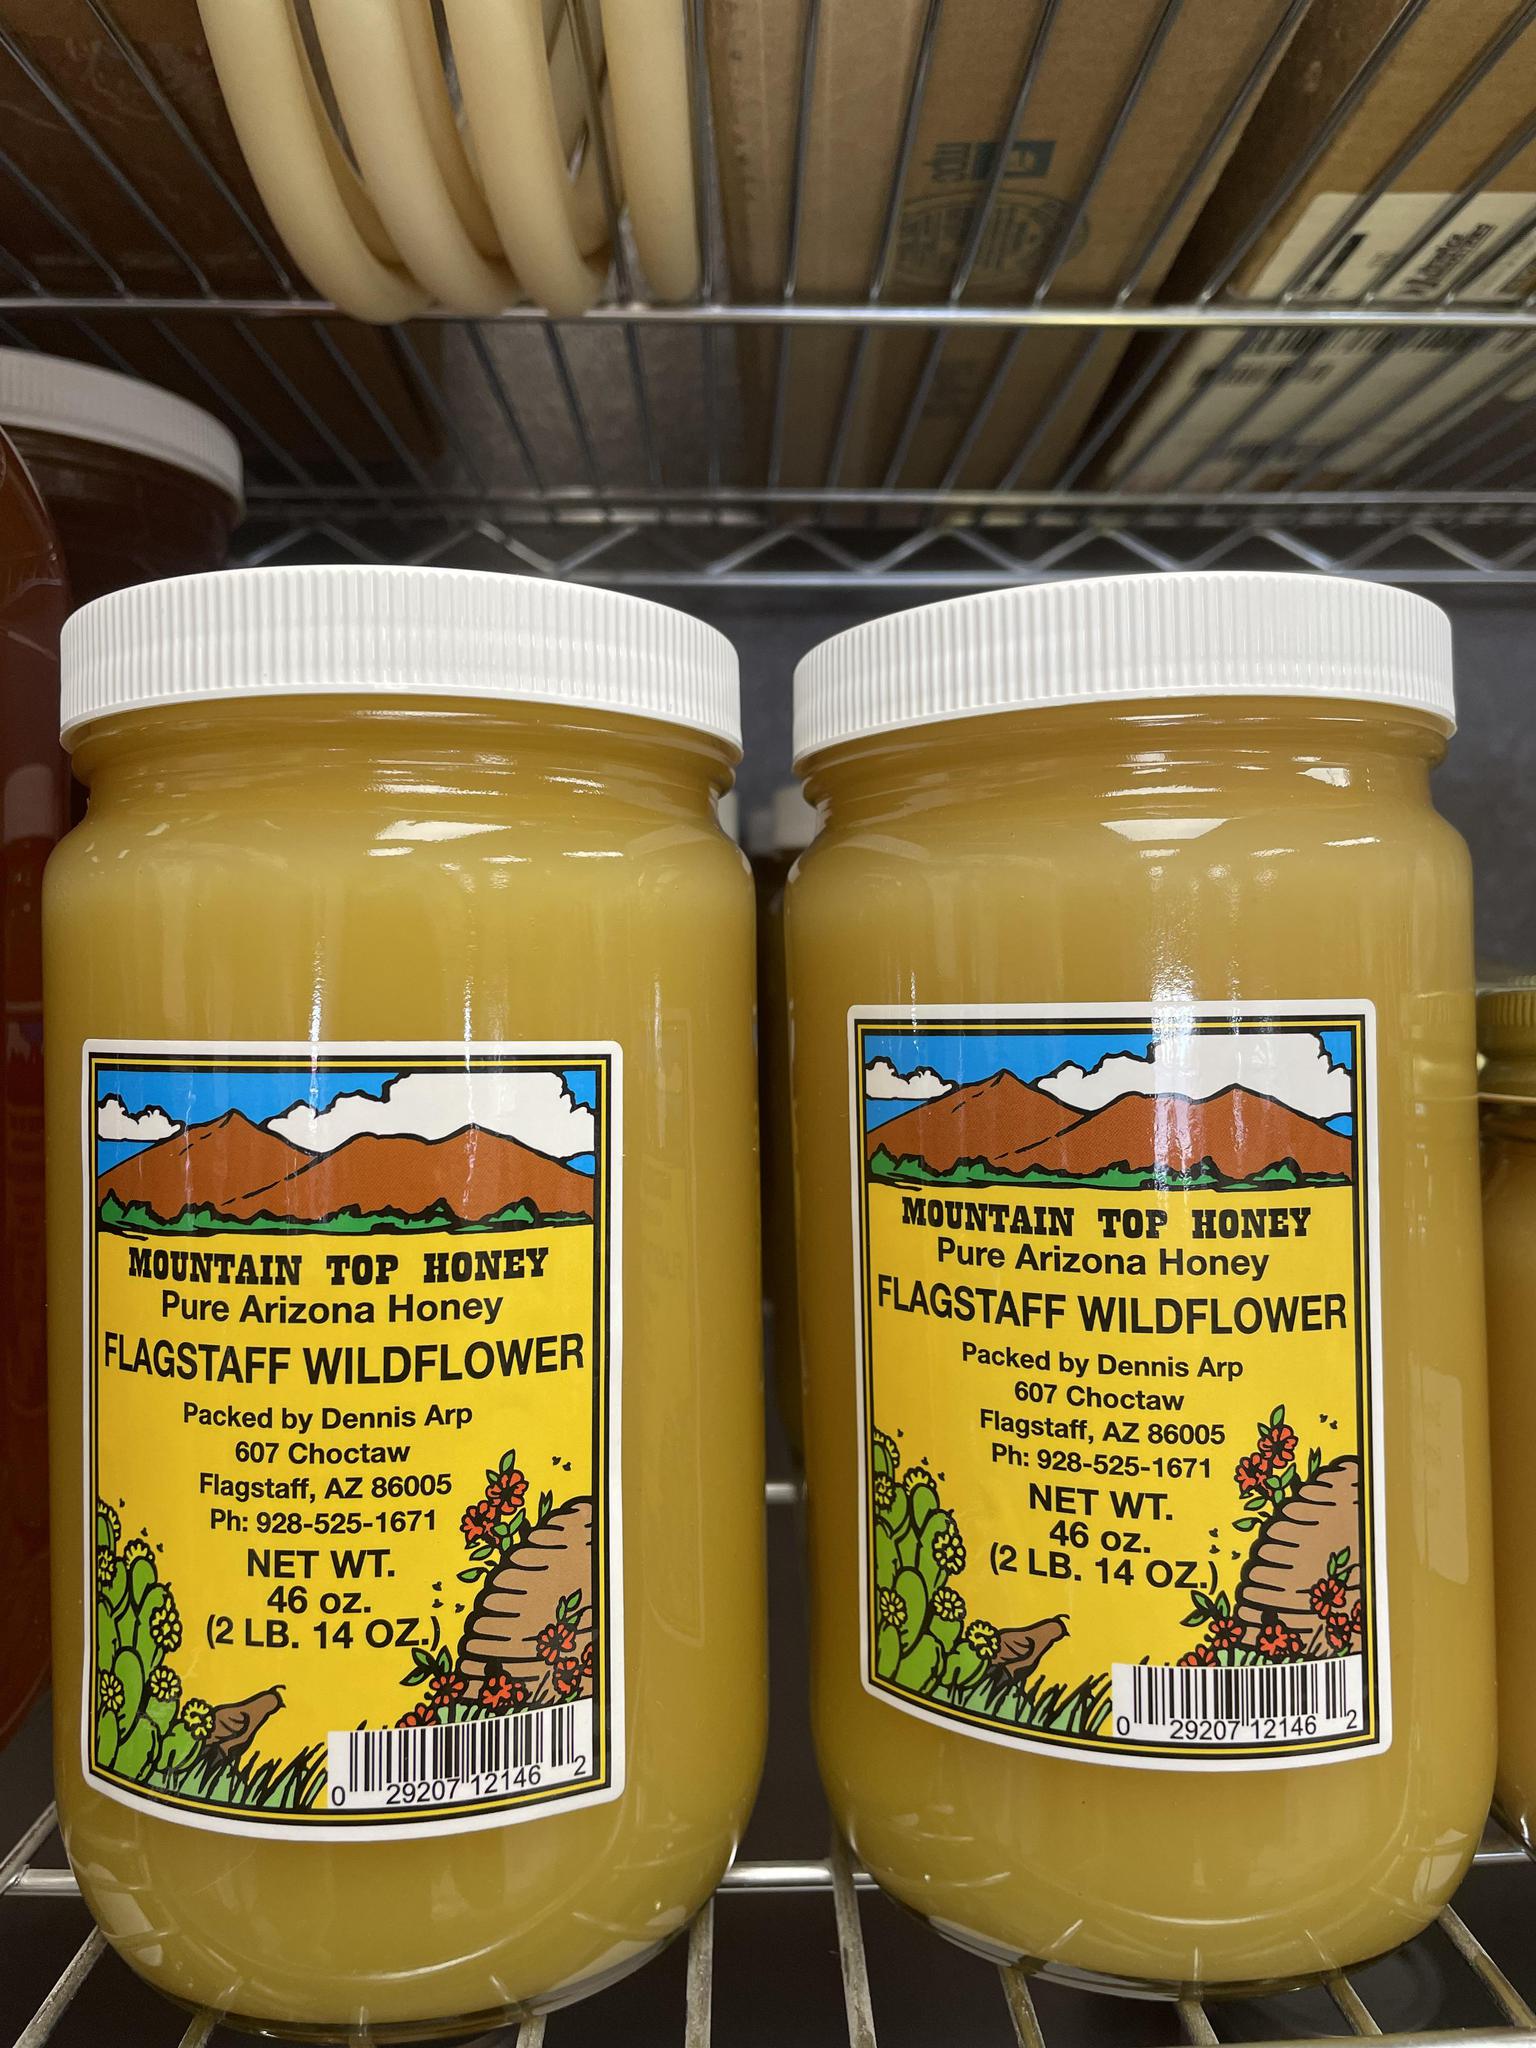 MOUNTAIN TOP HONEY
Pure Arizona Honey
FLAGSTAFF WILDFLOWER
Packed by Dennis Arp
607 Choctaw
Flagstaff, AZ 86005
Ph: 928-525-1671
NET WT.
46 oz.
(2 LB. 14 OZ.)
0 29207 12146 2
MOUNTAIN TOP HONEY
Pure Arizona Honey
FLAGSTAFF WILDFLOWER
Packed by Dennis Arp
607 Choctaw
Flagstaff, AZ 86005
Ph: 928-525-1671
NET WT.
46 oz.
(2 LB. 14 OZ.)
0 29207 12146 2